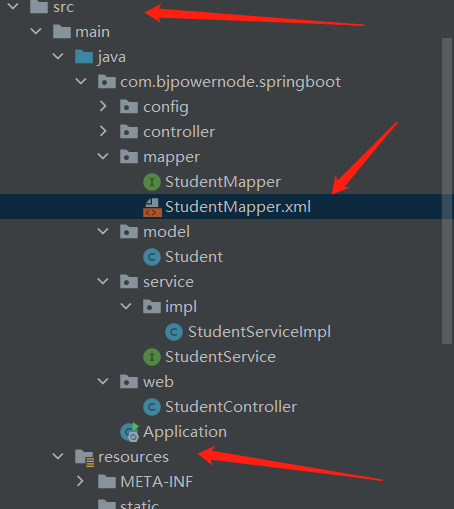 src
main
java
com.bjpowernode.springboot
config
controller
mapper
StudentMapper
StudentMapper.xml
model
Student
service
impl
StudentServiceImpl
StudentService
web
StudentController
Application
resources
META-INF
static